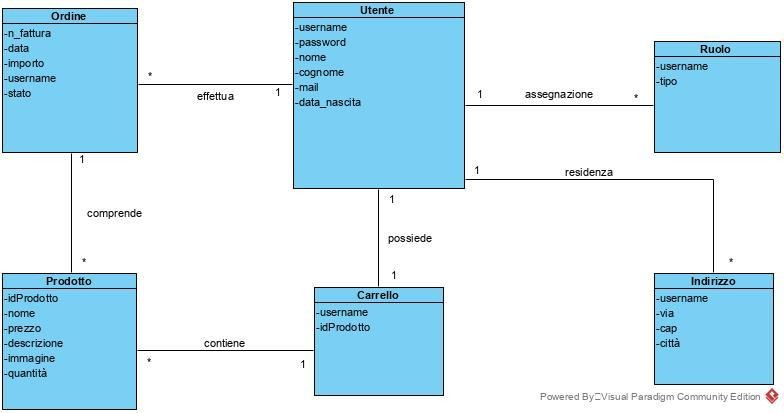 Ordine
-n_fattura
-data
-importo
-username
-stato
Utente
-username
-password
-nome
-cognome
-mail
-data_nascita
Ruolo
-username
-tipo
*
effettua
1
1
assegnazione
*
1
residenza
*
1
comprende
*
1
possiede
1
Prodotto
-idProdotto
-nome
-prezzo
-descrizione
-immagine
-quantità
contiene
*
1
Carrello
-username
-idProdotto
Indirizzo
-username
-via
-cap
-città
Powered By Visual Paradigm Community Edition